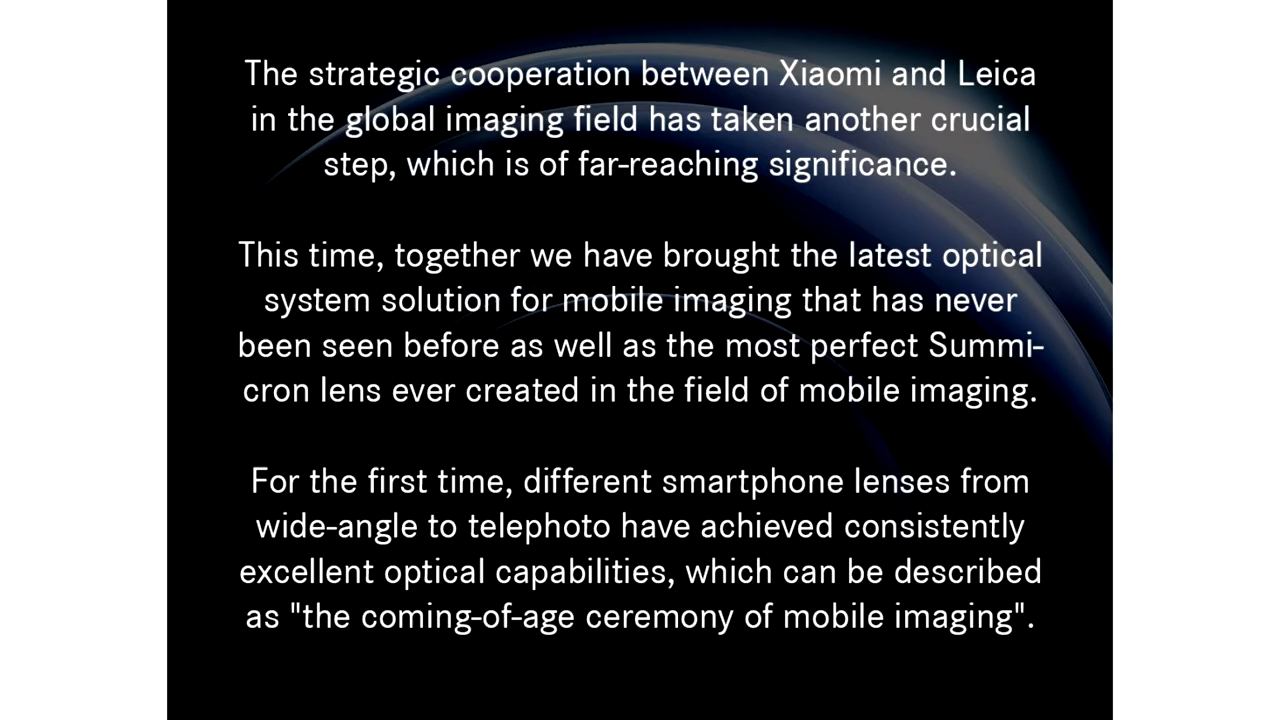 The strategic cooperation between Xiaomi and Leica
in the global imaging field has taken another crucial
step, which is of far-reaching significance.
This time, together we have brought the latest optical
system solution for mobile imaging that has never
been seen before as well as the most perfect Summi-
cron lens ever created in the field of mobile imaging.
For the first time, different smartphone lenses from
wide-angle to telephoto have achieved consistently
excellent optical capabilities, which can be described
as "the coming-of-age ceremony of mobile imaging".